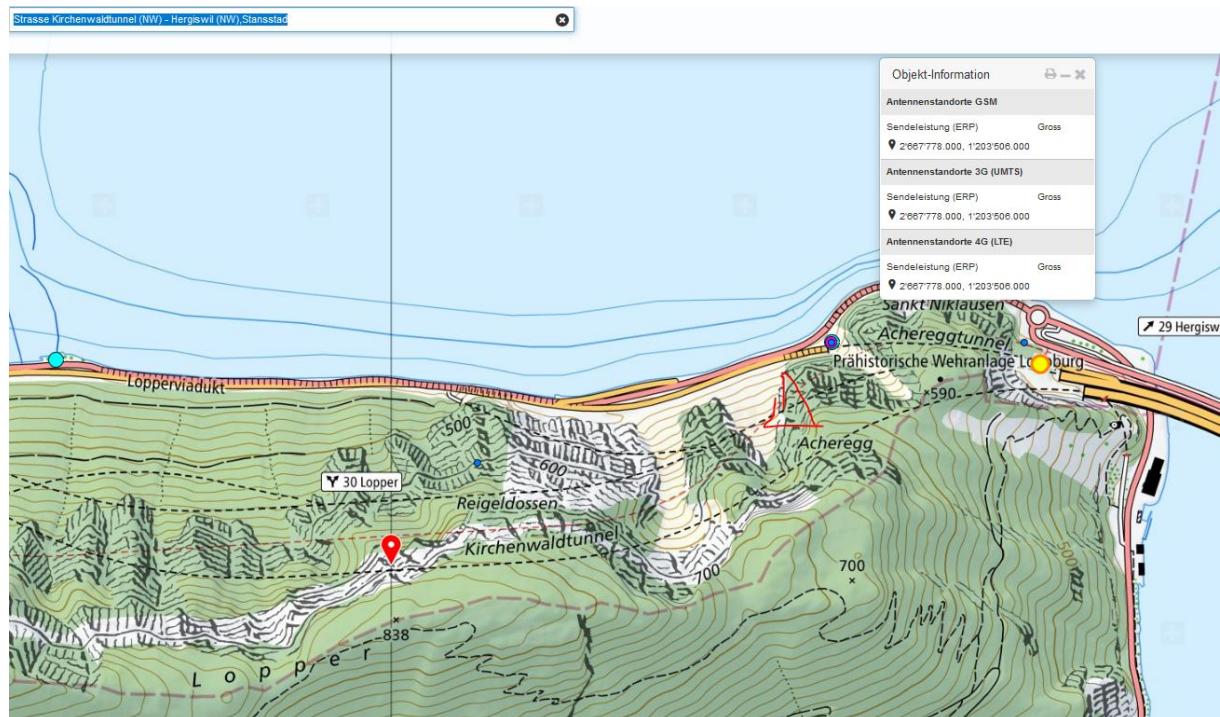 Strasse Kirchenwaldtunnel (NW) - Hergiswil (NW),Stansstad
Objekt-Information
Antennenstandorte GSM
Sendeleistung (ERP) Gross
2'667'778.000, 1'203'506.000
Antennenstandorte 3G (UMTS)
Sendeleistung (ERP) Gross
2'667'778.000, 1'203'506.000
Antennenstandorte 4G (LTE)
Sendeleistung (ERP) Gross
2'667'778.000, 1'203'506.000
Sankt Niklausen
29 Hergisw
Achereggtunnel
Prähistorische Wehranlage
Lopperviadukt
590
500
Acheregg
600
30 Lopper
Reigeldossen
Kirchenwaldtunnel
500
700
700
838
Lopper